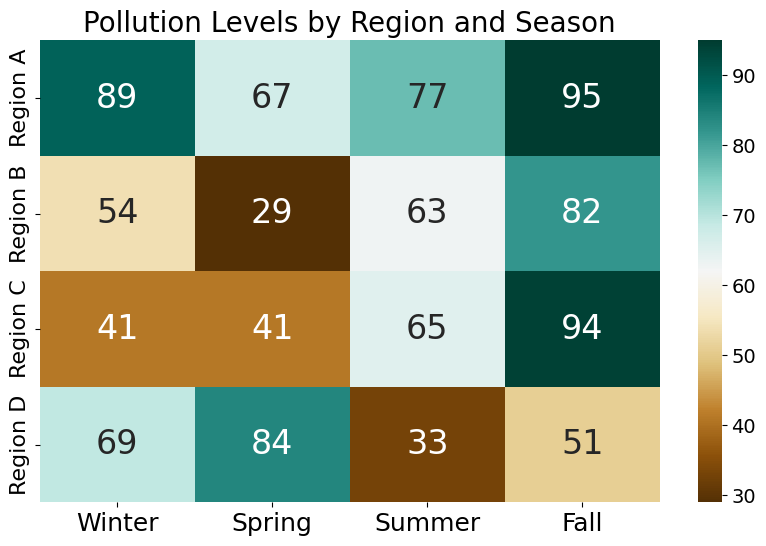 Pollution Levels by Region and Season
Region A
89
67
77
95
Region B
54
29
63
82
Region C
41
41
65
94
Region D
69
84
33
51
Winter
Spring
Summer
Fall
90
80
70
60
50
40
30